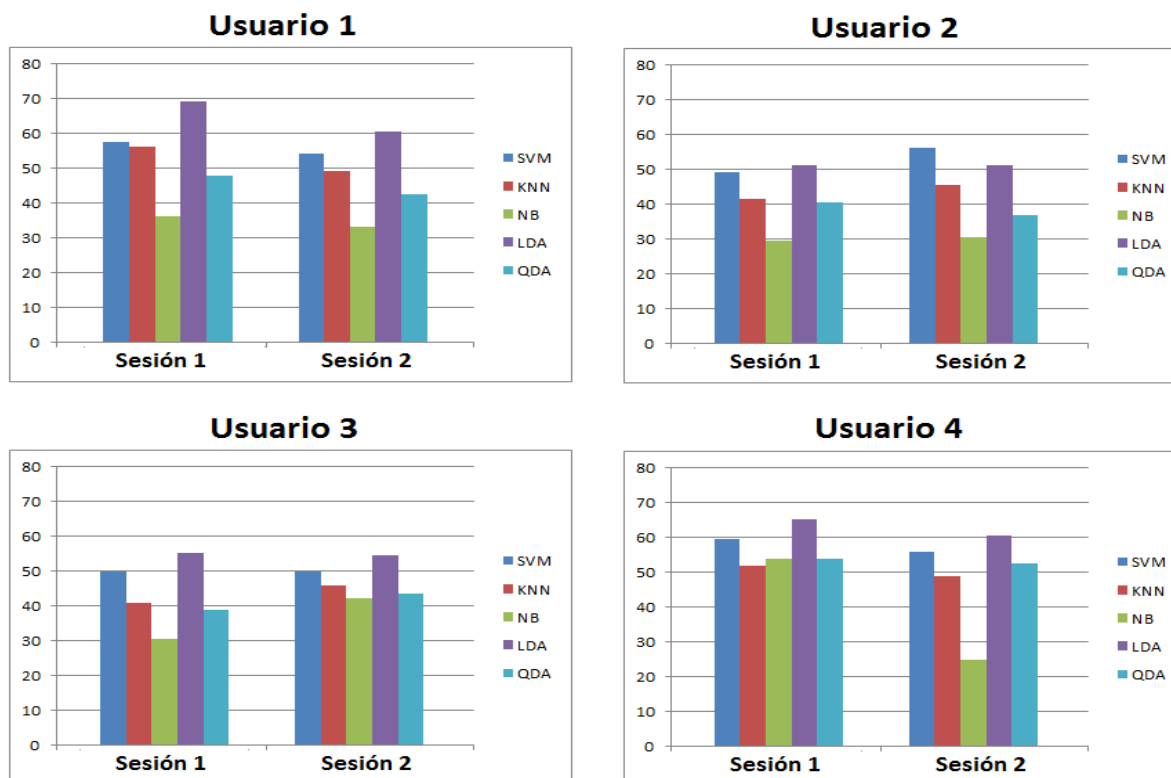 Usuario 1
80
70
60
50
40
30
20
10
0
Sesión 1
Sesión 2
SVM
KNN
NB
LDA
QDA
Usuario 2
80
70
60
50
40
30
20
10
0
Sesión 1
Sesión 2
SVM
KNN
NB
LDA
QDA
Usuario 3
80
70
60
50
40
30
20
10
0
Sesión 1
Sesión 2
SVM
KNN
NB
LDA
QDA
Usuario 4
80
70
60
50
40
30
20
10
0
Sesión 1
Sesión 2
SVM
KNN
NB
LDA
QDA